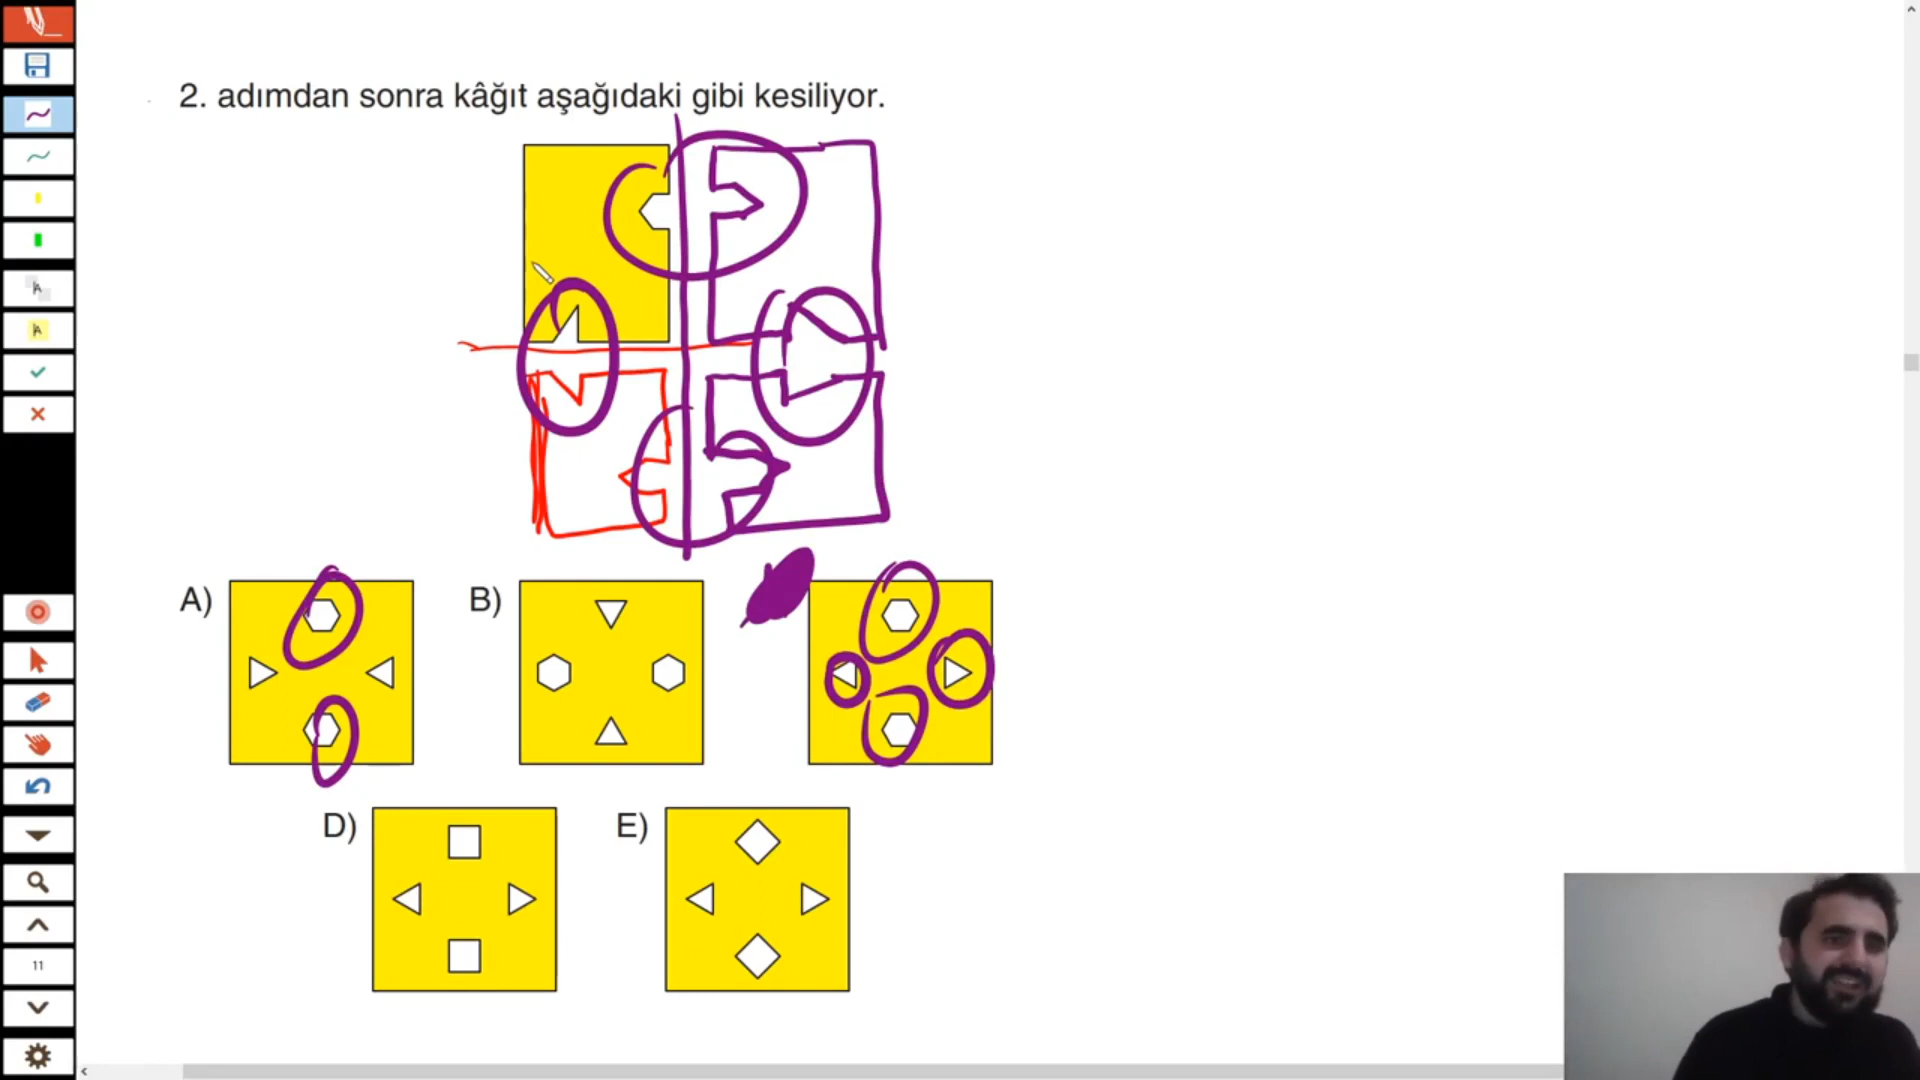 2. adımdan sonra kâğıt aşağıdaki gibi kesiliyor.
A)
B)
D)
E)
A
A
11